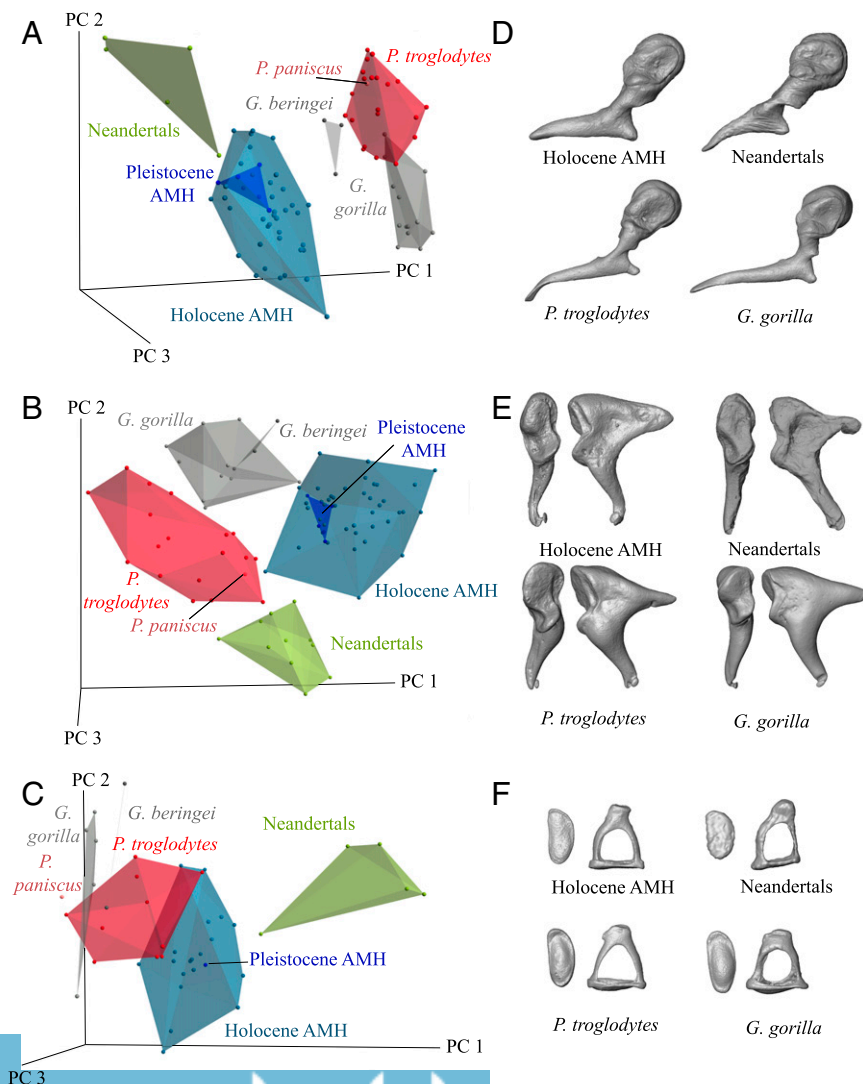 A
PC 2
P. troglodytes
P. paniscus
G. beringei
Neandertals
Pleistocene
AMH
G.
gorilla
PC 1
Holocene AMH
PC 3
D
Holocene AMH
Neandertals
P. troglodytes
G. gorilla
B
PC 2
G. gorilla
G. beringei
Pleistocene
AMH
Holocene AMH
P.
troglodytes
P. paniscus
Neandertals
PC 1
PC 3
E
Holocene AMH
Neandertals
P. troglodytes
G. gorilla
C
PC 2
G.
gorilla
G. beringei
P. troglodytes
P.
paniscus
Neandertals
Pleistocene AMH
Holocene AMH
PC 1
PC 3
F
Holocene AMH
Neandertals
P. troglodytes
G. gorilla